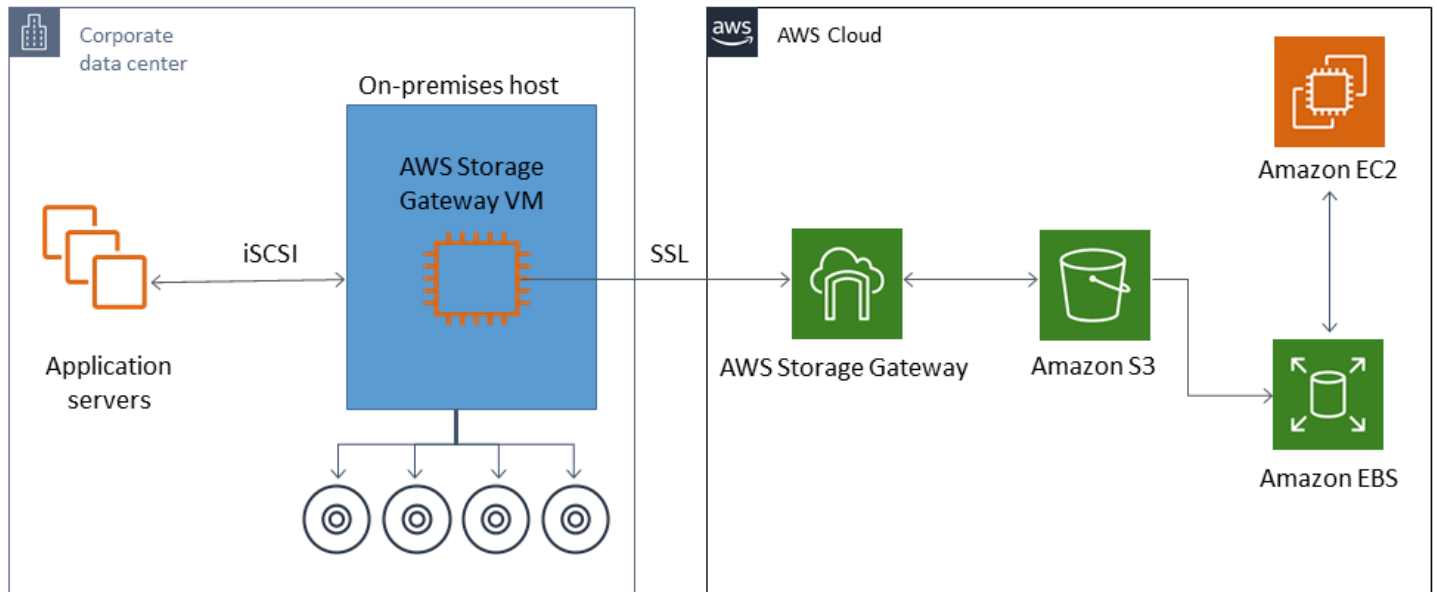 Corporate
data center
aws
AWS Cloud
On-premises host
AWS Storage
Gateway VM
Amazon EC2
iSCSI
SSL
Application
servers
AWS Storage Gateway
Amazon S3
Amazon EBS